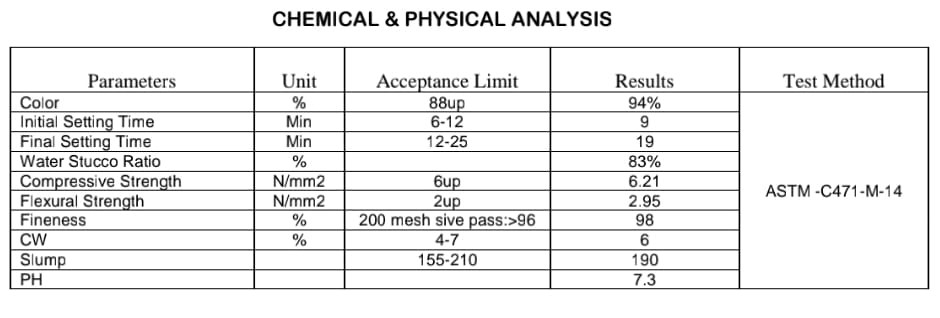 CHEMICAL & PHYSICAL ANALYSIS
Parameters Unit Acceptance Limit Results Test Method
Color % 88up 94%
Initial Setting Time Min 6-12 9
Final Setting Time Min 12-25 19
Water Stucco Ratio % 83%
Compressive Strength N/mm2 6up 6.21
ASTM -C471-M-14
Flexural Strength N/mm2 2up 2.95
Fineness % 200 mesh sive pass:>96 98
CW % 4-7 6
Slump 155-210 190
PH 7.3